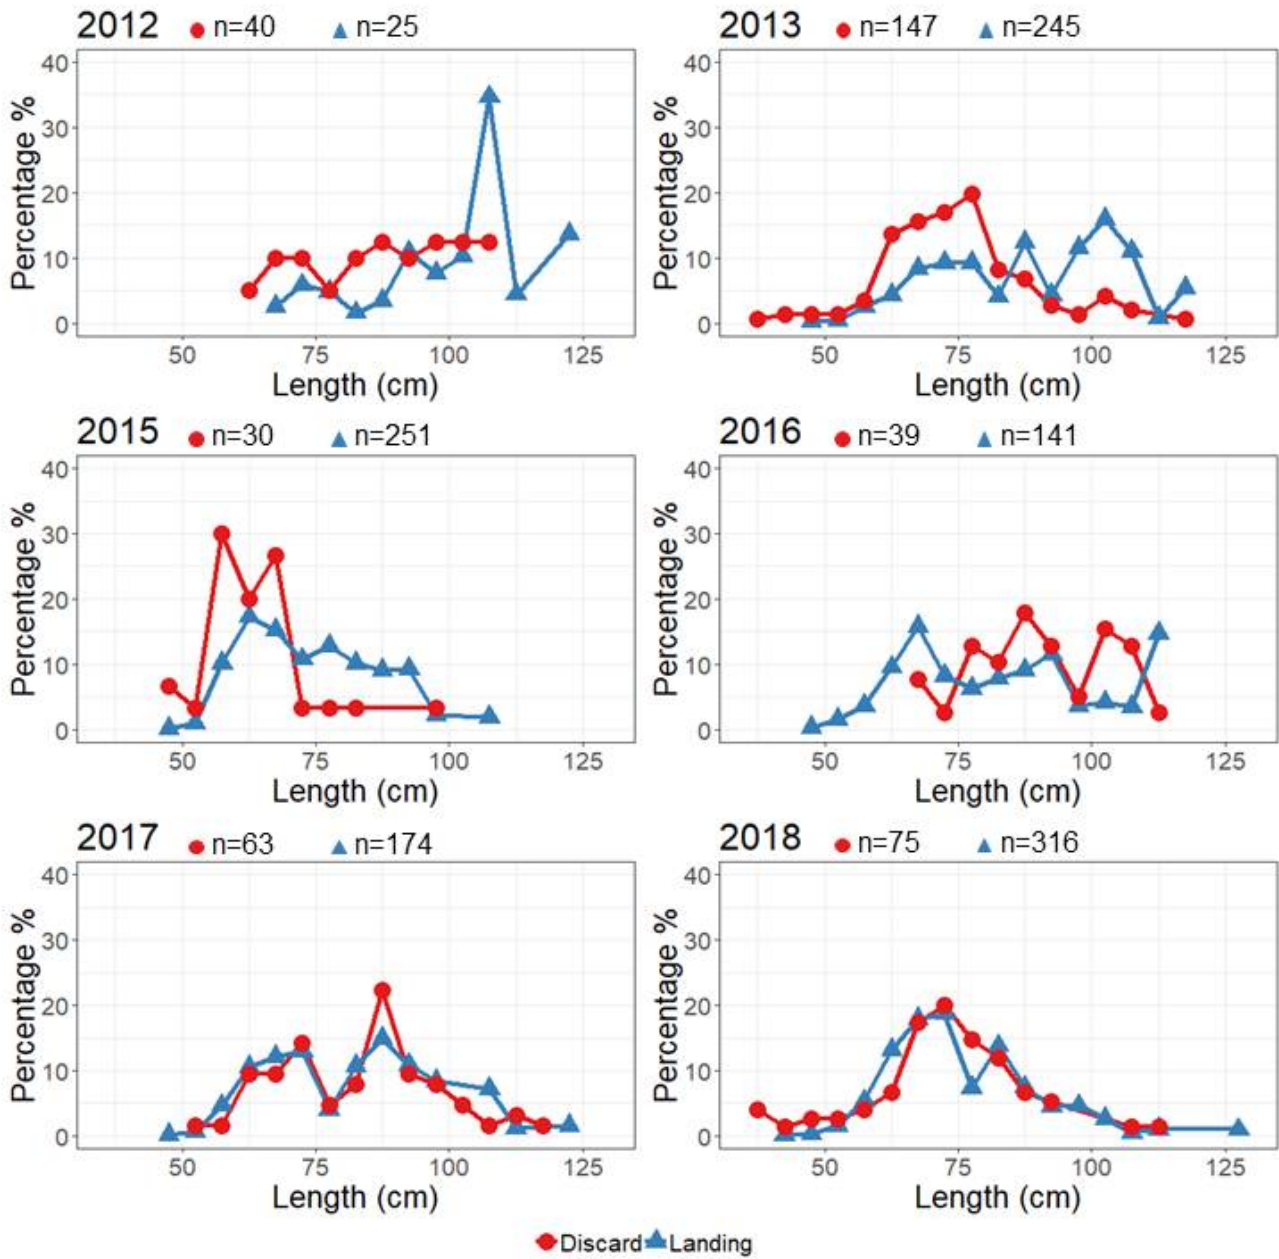 2012 n=40 n=25
2013 n=147 n=245
Percentage %
40
30
20
10
0
50 75 100 125
Length (cm)
Percentage %
40
30
20
10
0
50 75 100 125
Length (cm)
2015 n=30 n=251
2016 n=39 n=141
Percentage %
40
30
20
10
0
50 75 100 125
Length (cm)
Percentage %
40
30
20
10
0
50 75 100 125
Length (cm)
2017 n=63 n=174
2018 n=75 n=316
Percentage %
40
30
20
10
0
50 75 100 125
Length (cm)
Percentage %
40
30
20
10
0
50 75 100 125
Length (cm)
Discard Landing